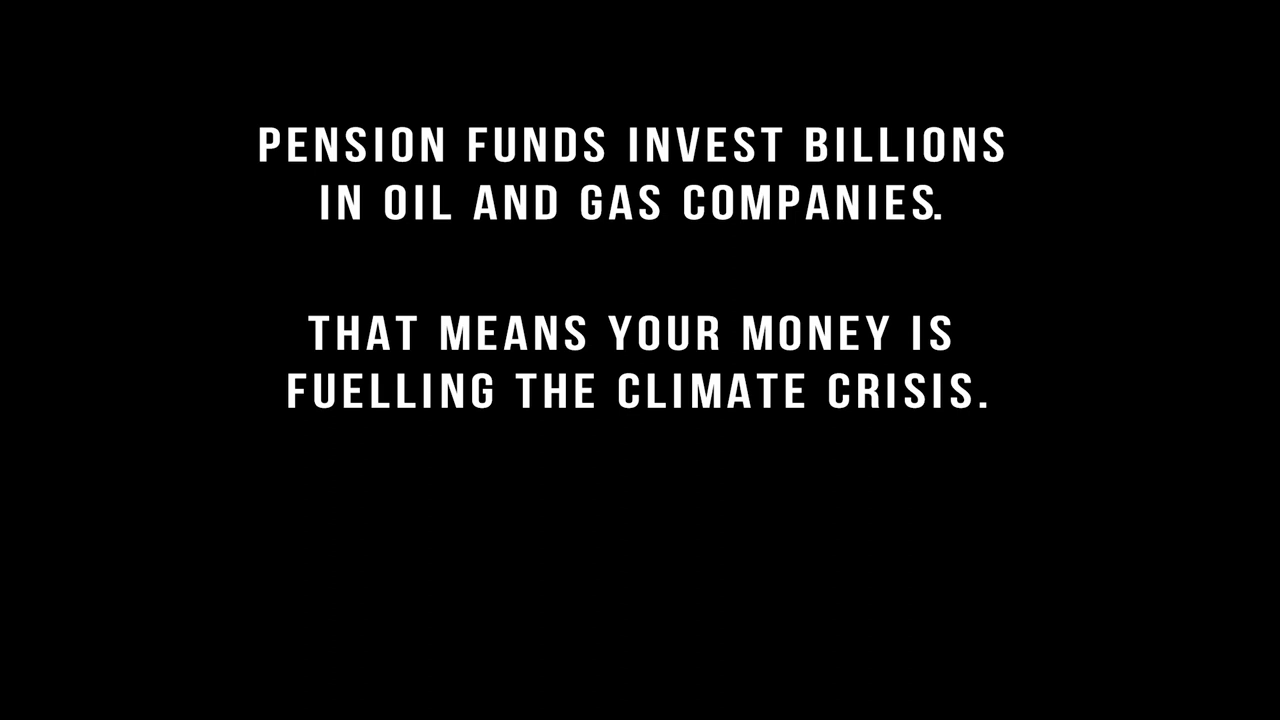 PENSION FUNDS INVEST BILLIONS
IN OIL AND GAS COMPANIES.
THAT MEANS YOUR MONEY IS
FUELLING THE CLIMATE CRISIS.